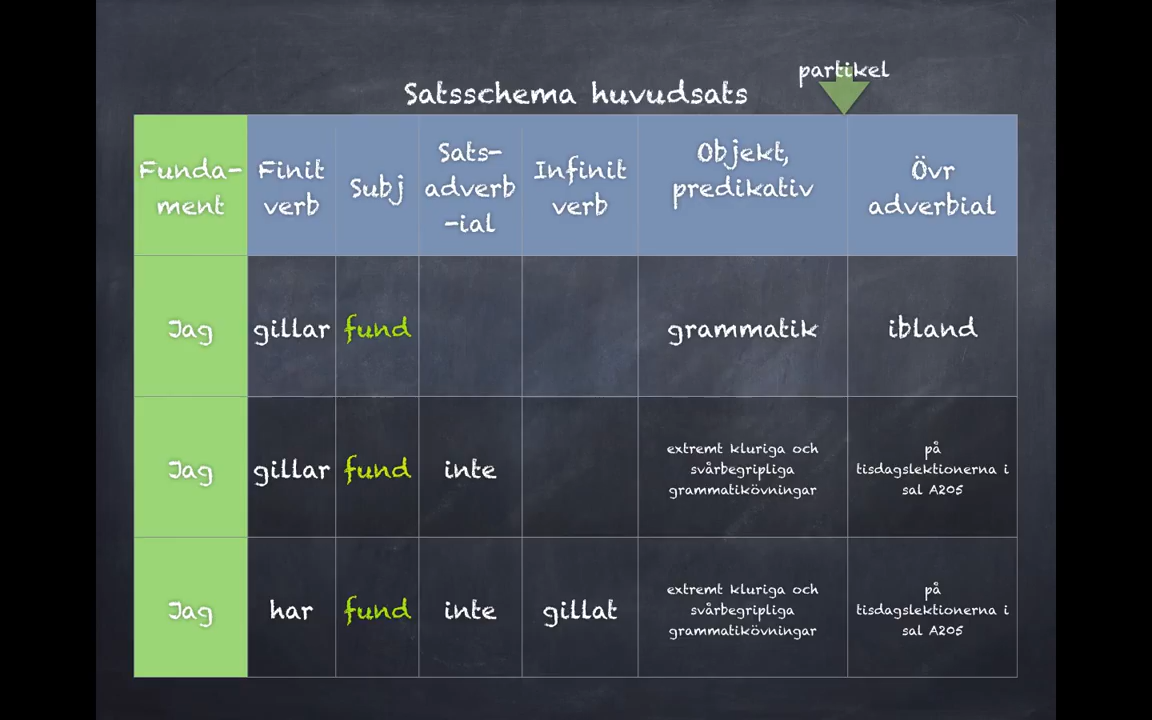 partikel
Satsschema huvudsats
Funda-
ment
Finit
verb
Subj
Sats-
adverb
-ial
Infinit
verb
Objekt,
predikativ
Övr
adverbial
Jag
gillar
fund
grammatik
ibland
Jag
gillar
fund
inte
extremt kluriga och
svårbegripliga
grammatikövningar
på
tisdagslektionerna i
sal A205
Jag
har
fund
inte
gillat
extremt kluriga och
svårbegripliga
grammatikövningar
på
tisdagslektionerna i
sal A205